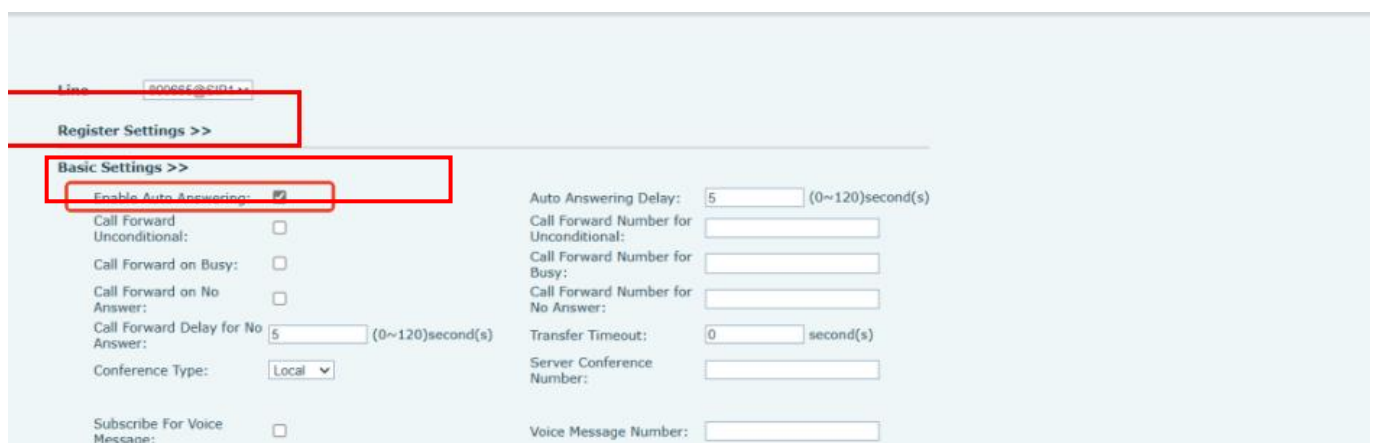 Line
Register Settings >>
Basic Settings >>
Enable Auto Answering:
Auto Answering Delay: 5 (0~120)second(s)
Call Forward
Unconditional:
Call Forward Number for
Unconditional:
Call Forward on Busy:
Call Forward Number for
Busy:
Call Forward on No
Answer:
Call Forward Number for
No Answer:
Call Forward Delay for No
Answer:
5 (0~120)second(s)
Transfer Timeout: 0 second(s)
Conference Type: Local
Server Conference
Number:
Subscribe For Voice
Message:
Voice Message Number: